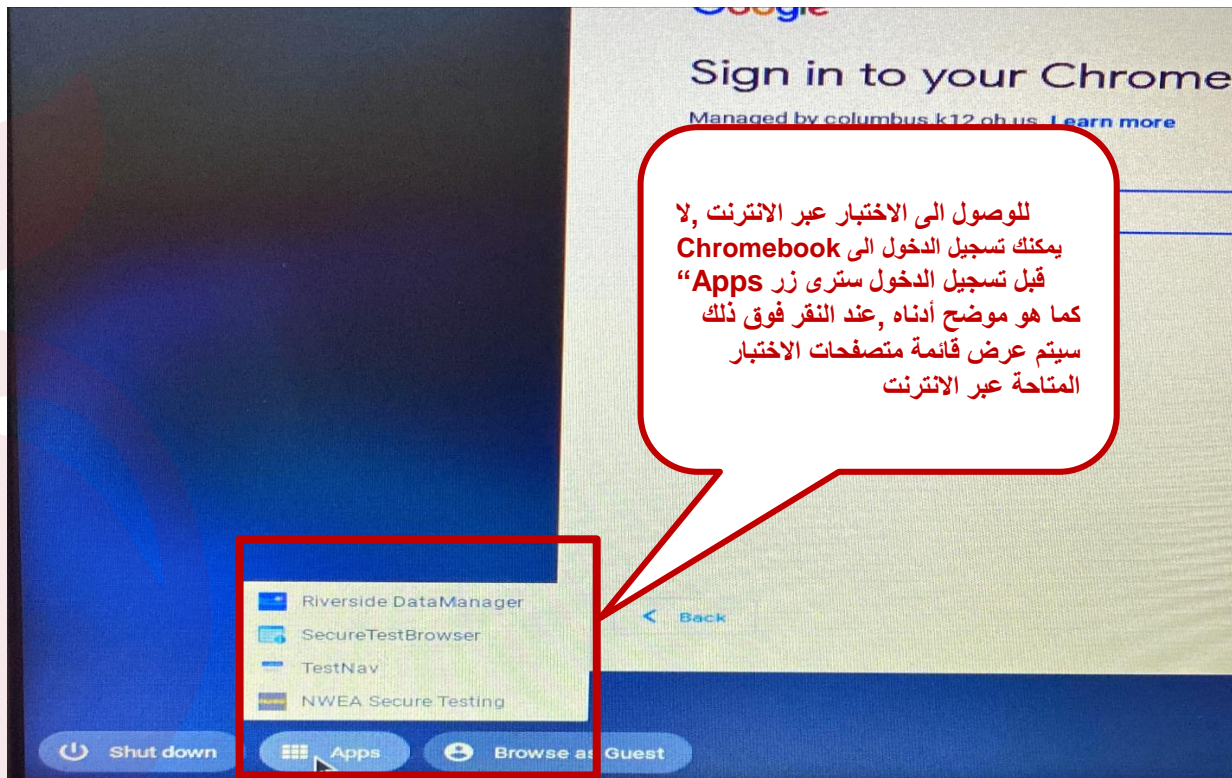 Google
Sign in to your Chrome
Managed by columbus.k12.oh.us. Learn more
للوصول الى الاختبار عبر الانترنت ,لا
يمكنك تسجيل الدخول الى Chromebook
قبل تسجيل الدخول سترى زر Apps“
كما هو موضح أدناه ,عند النقر فوق ذلك
سيتم عرض قائمة متصفحات الاختبار
المتاحة عبر الانترنت
Back
Riverside DataManager
SecureTestBrowser
TestNav
NWEA Secure Testing
Shut down
Apps
Browse as Guest